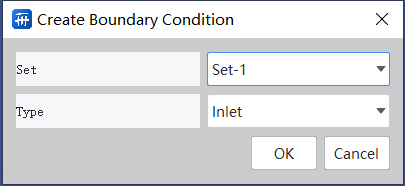 Create Boundary Condition
Set Set-1
Type Inlet
OK Cancel